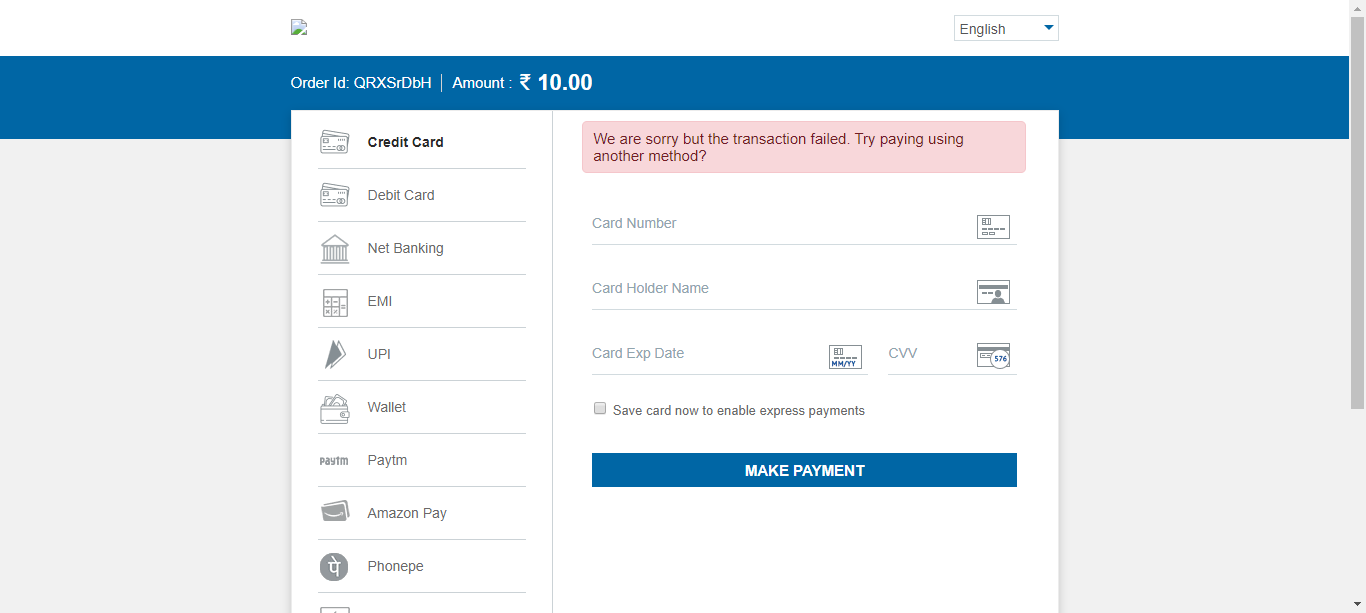 English
Order Id: QRXSrDbH
Amount : ₹ 10.00
Credit Card
Debit Card
Net Banking
EMI
UPI
Wallet
paytm Paytm
Amazon Pay
पे Phonepe
We are sorry but the transaction failed. Try paying using
another method?
Card Number
Card Holder Name
Card Exp Date
MM/YY
CVV
576
Save card now to enable express payments
MAKE PAYMENT